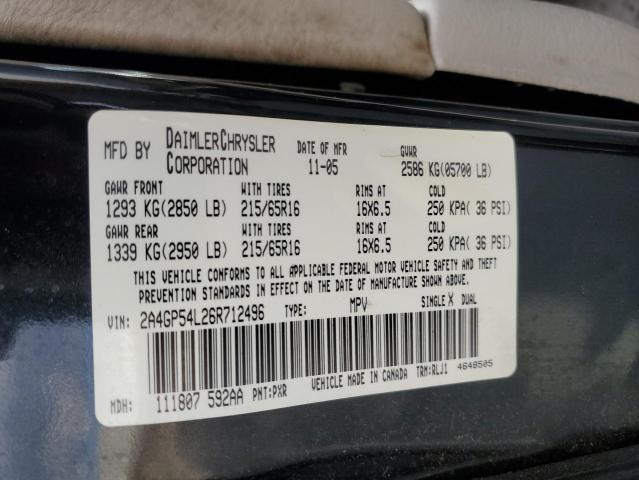 MFD BY DAIMLERCHRYSLER CORPORATION DATE OF MFR 11-05 GVWR 2586 KG(05700 LB)
GAWR FRONT WITH TIRES RIMS AT COLD
1293 KG(2850 LB) 215/65R16 16X6.5 250 KPA( 36 PSI)
GAWR REAR WITH TIRES RIMS AT COLD
1339 KG(2950 LB) 215/65R16 16X6.5 250 KPA( 36 PSI)
THIS VEHICLE CONFORMS TO ALL APPLICABLE FEDERAL MOTOR VEHICLE SAFETY AND THEFT
PREVENTION STANDARDS IN EFFECT ON THE DATE OF MANUFACTURE SHOWN ABOVE.
VIN: 2A4GP54L26R712496 TYPE: MPV SINGLE X DUAL
MDH: 111807 592AA PNT:PXR VEHICLE MADE IN CANADA TRM:RLJ1 4648505